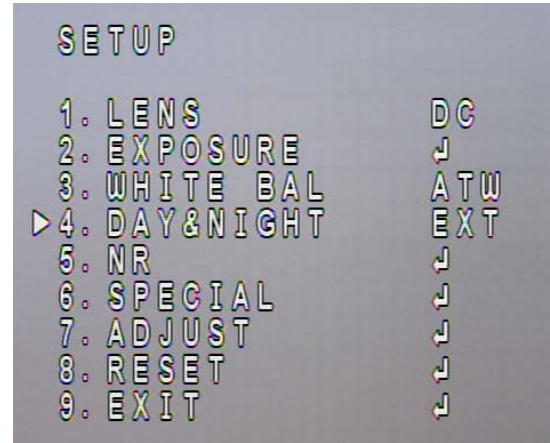 SETUP
1. LENS DC
2. EXPOSURE ↲
3. WHITE BAL ATW
▷4. DAY&NIGHT EXT
5. NR ↲
6. SPECIAL ↲
7. ADJUST ↲
8. RESET ↲
9. EXIT ↲